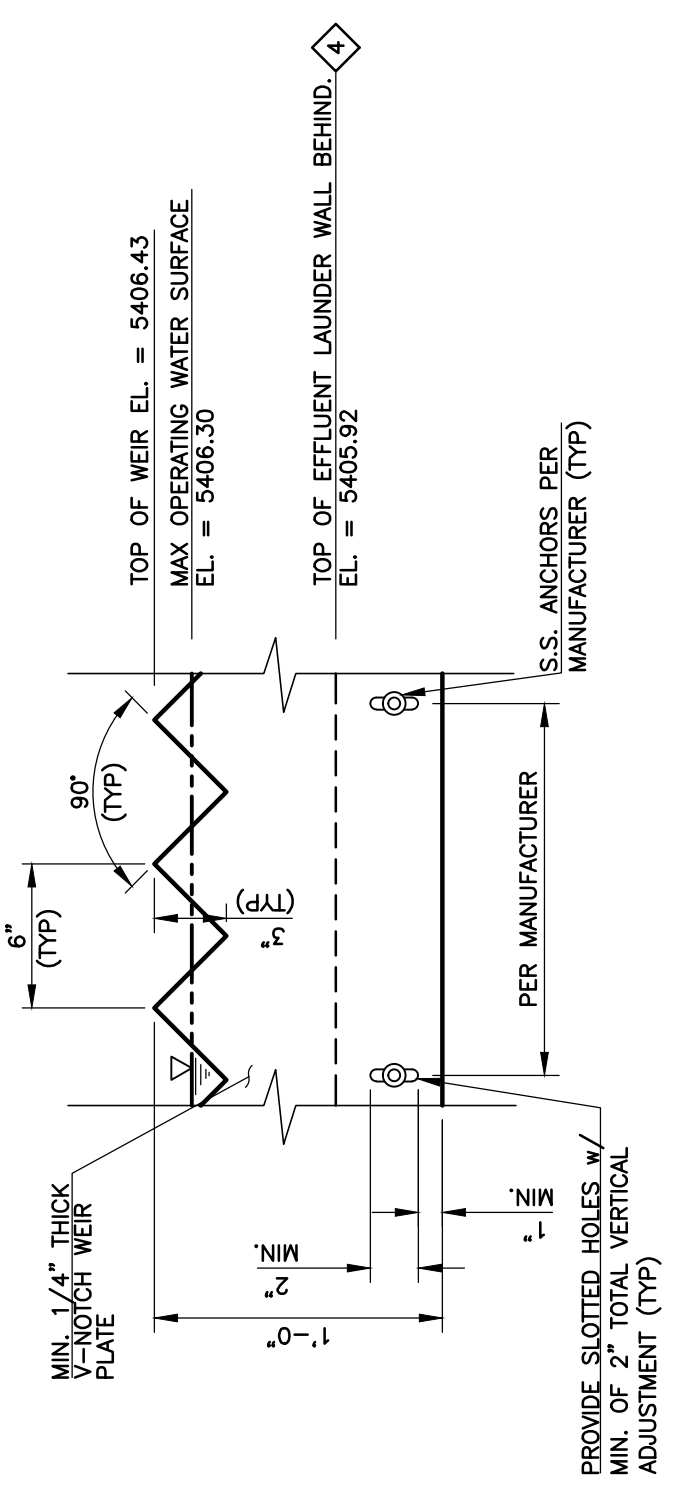 6"
(TYP)
90°
(TYP)
3"
(TYP)
TOP OF WEIR EL. = 5406.43
MAX OPERATING WATER SURFACE
EL. = 5406.30
TOP OF EFFLUENT LAUNDER WALL BEHIND.
EL. = 5405.92
4
MIN. 1/4" THICK
V-NOTCH WEIR
PLATE
1'-0"
2"
MIN.
1"
MIN.
PER MANUFACTURER
S.S. ANCHORS PER
MANUFACTURER (TYP)
PROVIDE SLOTTED HOLES w/
MIN. OF 2" TOTAL VERTICAL
ADJUSTMENT (TYP)